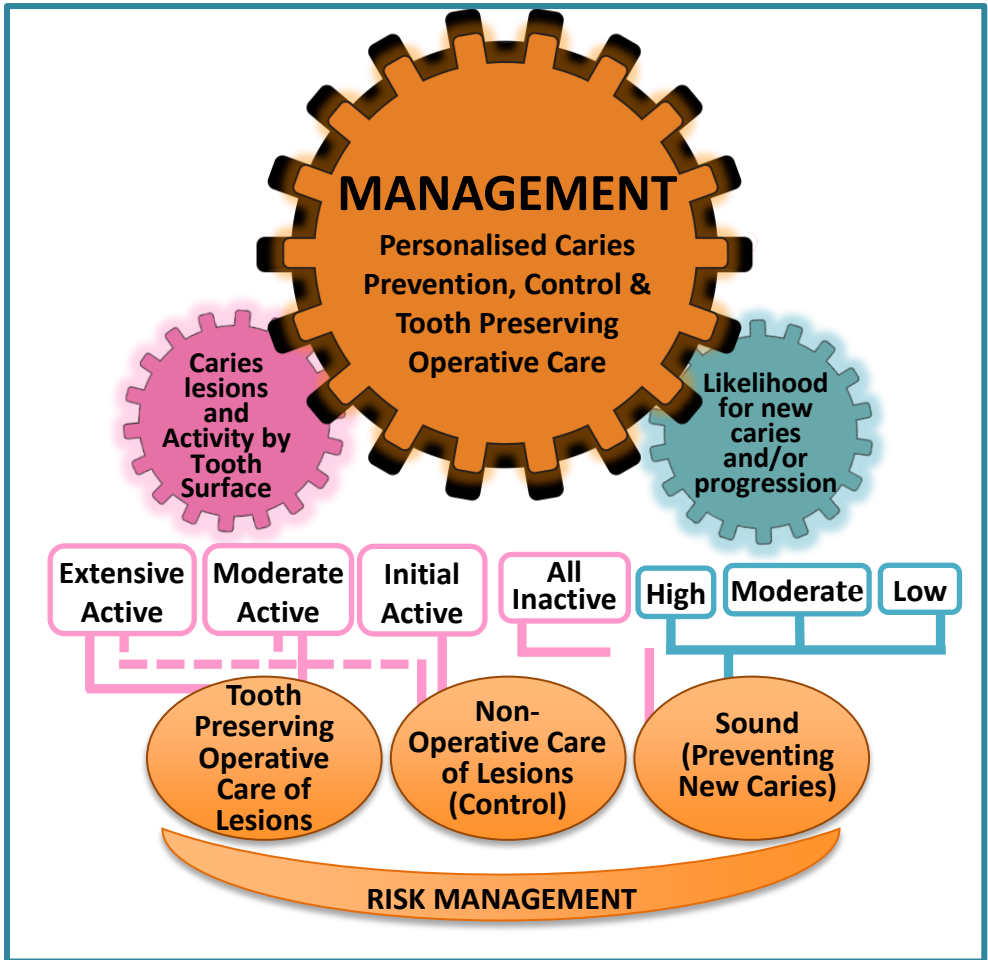 MANAGEMENT
Personalised Caries
Prevention, Control &
Tooth Preserving
Operative Care
Caries
lesions
and
Activity by
Tooth
Surface
Likelihood
for new
caries
and/or
progression
Extensive
Active
Moderate
Active
Initial
Active
All
Inactive
High
Moderate
Low
Tooth
Preserving
Operative
Care of
Lesions
Non-
Operative Care
of Lesions
(Control)
Sound
(Preventing
New Caries)
RISK MANAGEMENT